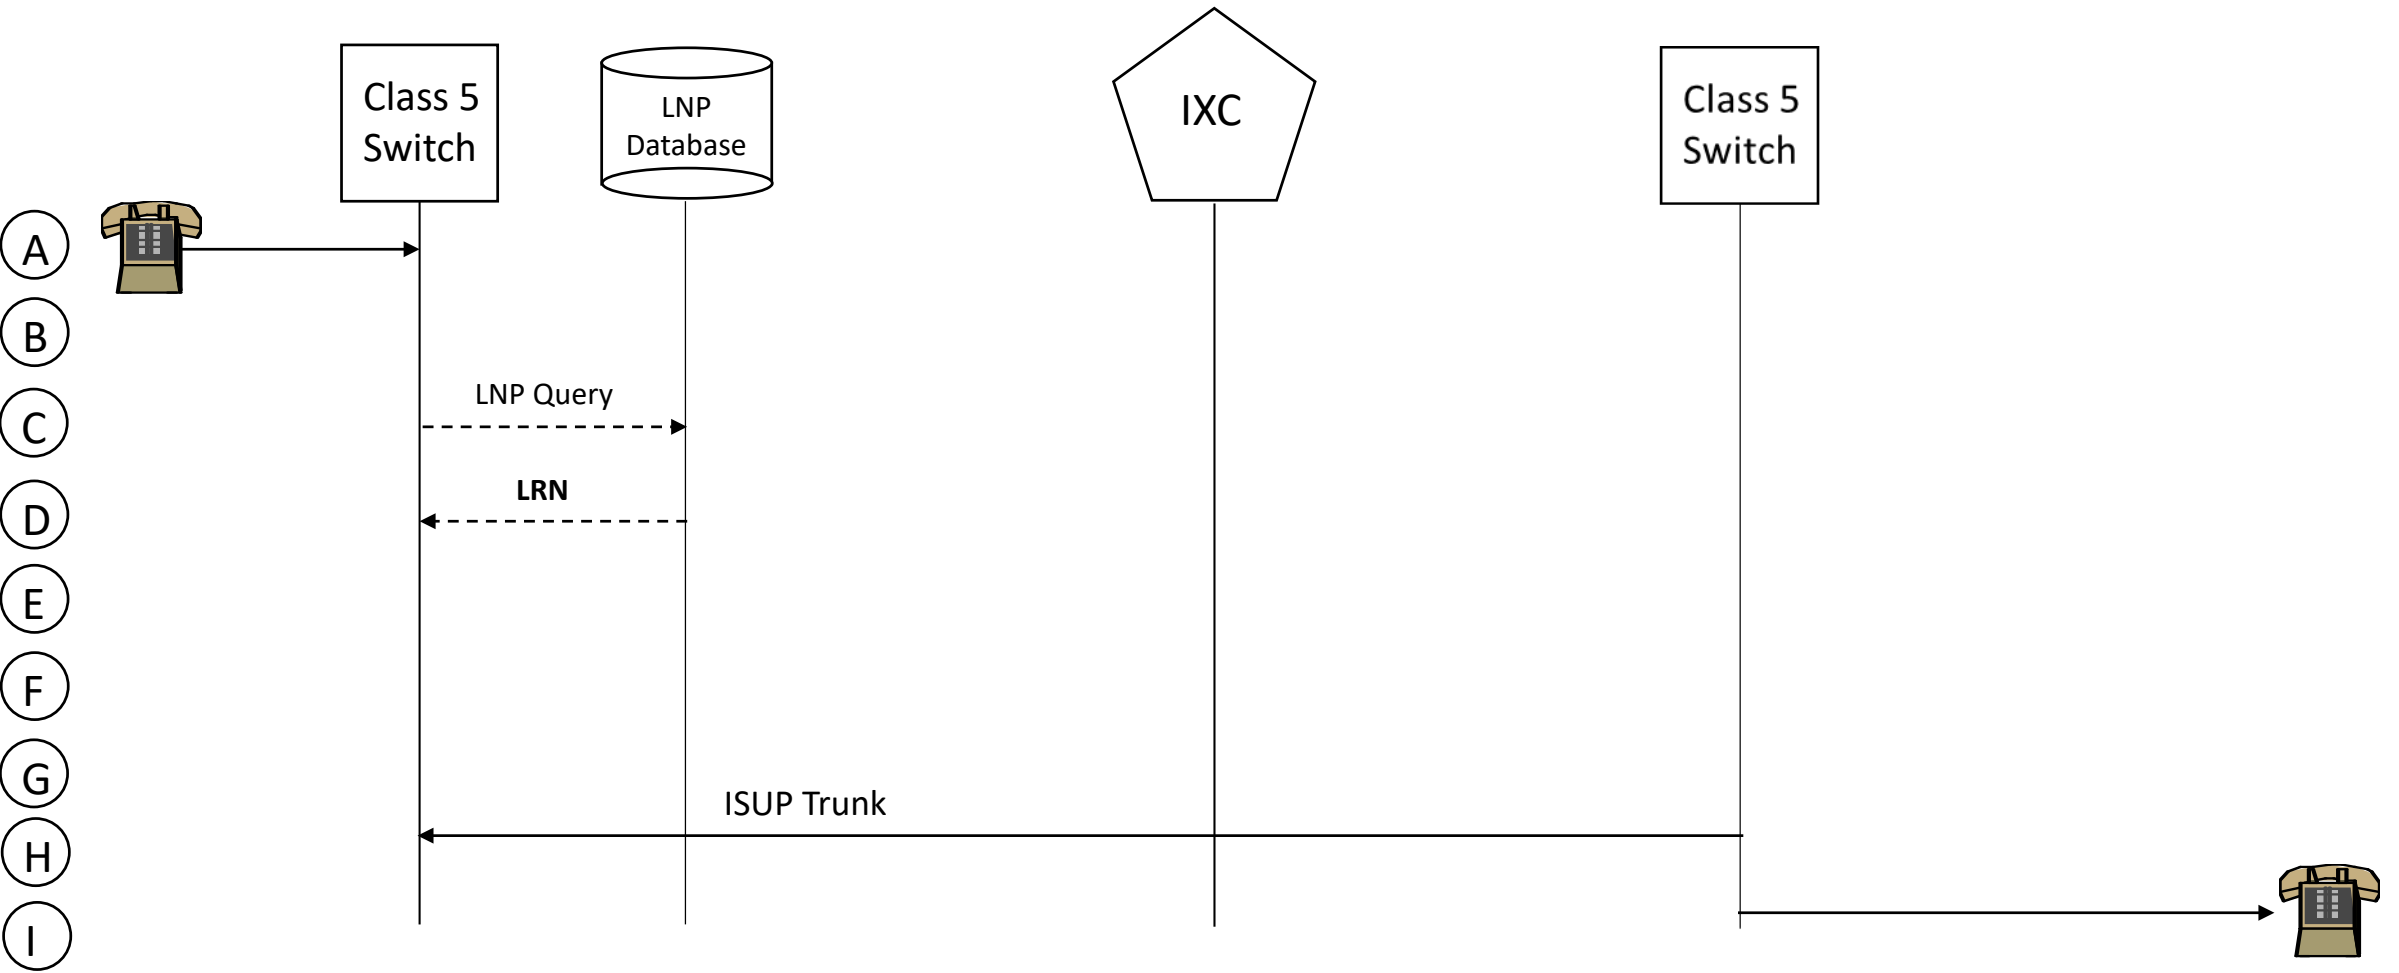 Class 5
Switch
LNP
Database
IXC
Class 5
Switch
A
B
LNP Query
C
LRN
D
E
F
G
ISUP Trunk
H
I